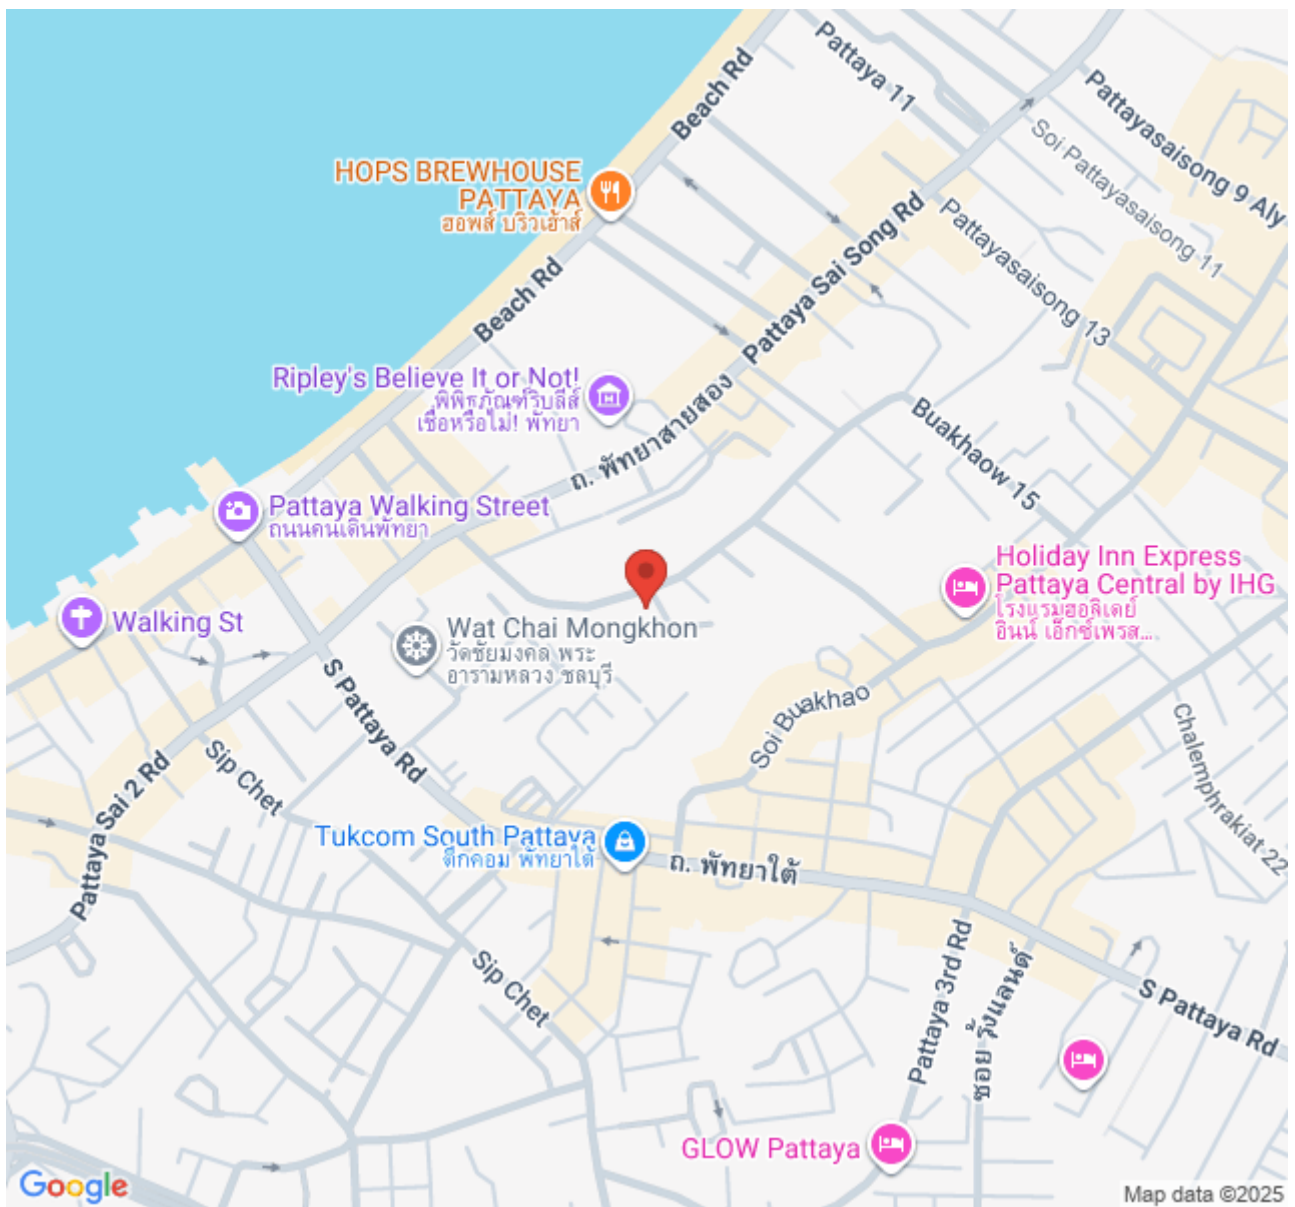 Pattaya 11
Beach Rd
Pattayasaisong 9 Aly
Soi Pattayasaisong 11
HOPS BREWHOUSE
PATTAYA
ฮอพส์ บริวเฮ้าส์
Pattaya Sai Song Rd
Pattayasaisong 13
Beach Rd
Ripley's Believe It or Not!
พิพิธภัณฑ์ริบลีส์
เชื่อหรือไม่! พัทยา
ถ. พัทยาสายสอง
Buakhaow 15
Pattaya Walking Street
ถนนคนเดินพัทยา
Holiday Inn Express
Pattaya Central by IHG
โรงแรมฮอลิเดย์
อินน์ เอ็กซ์เพรส...
Walking St
Wat Chai Mongkhon
วัดชัยมงคล พระ
อารามหลวง ชลบุรี
S Pattaya Rd
Soi Buakhao
Chalemphrakiat 22
Sip Chet
Pattaya Sai 2 Rd
Tukcom South Pattaya
ตึกคอม พัทยาใต้
ถ. พัทยาใต้
Sip Chet
Pattaya 3rd Rd
ซอย รุ้งแลนด์
S Pattaya Rd
GLOW Pattaya
Google
Map data ©2025